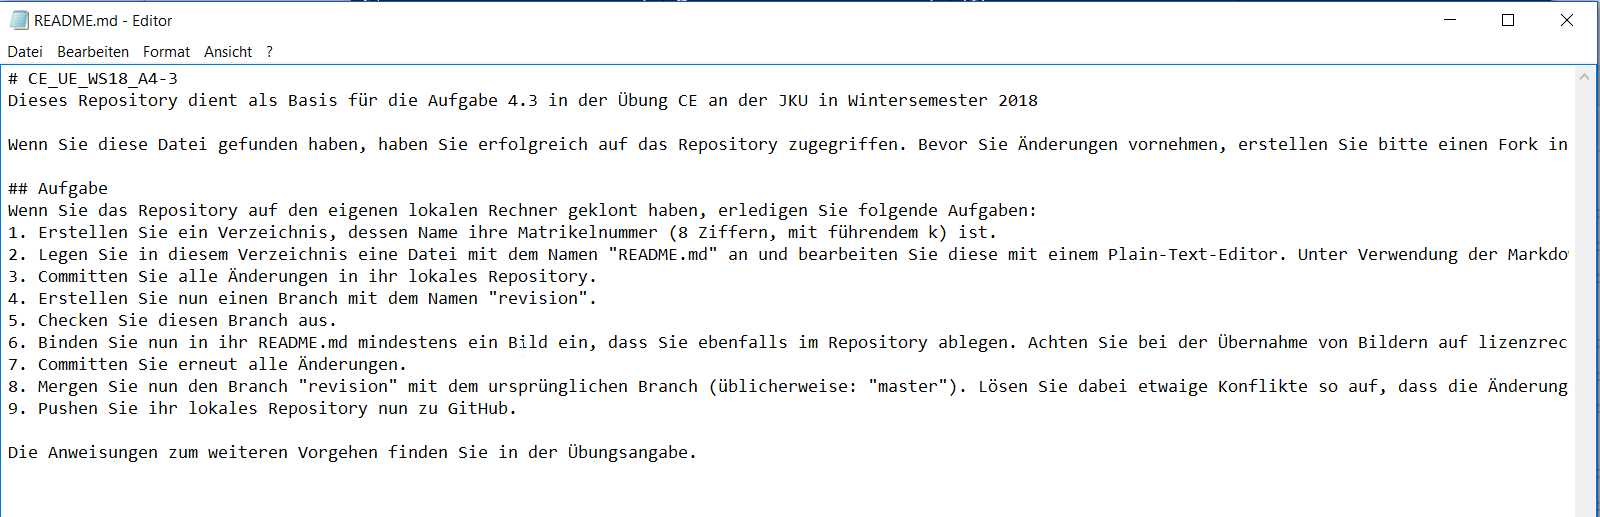 README.md - Editor
Datei Bearbeiten Format Ansicht ?
# CE_UE_WS18_A4-3
Dieses Repository dient als Basis für die Aufgabe 4.3 in der Übung CE an der JKU in Wintersemester 2018
Wenn Sie diese Datei gefunden haben, haben Sie erfolgreich auf das Repository zugegriffen. Bevor Sie Änderungen vornehmen, erstellen Sie bitte einen Fork in
## Aufgabe
Wenn Sie das Repository auf den eigenen lokalen Rechner geklont haben, erledigen Sie folgende Aufgaben:
1. Erstellen Sie ein Verzeichnis, dessen Name ihre Matrikelnummer (8 Ziffern, mit führendem k) ist.
2. Legen Sie in diesem Verzeichnis eine Datei mit dem Namen "README.md" an und bearbeiten Sie diese mit einem Plain-Text-Editor. Unter Verwendung der Markdo
3. Committen Sie alle Änderungen in ihr lokales Repository.
4. Erstellen Sie nun einen Branch mit dem Namen "revision".
5. Checken Sie diesen Branch aus.
6. Binden Sie nun in ihr README.md mindestens ein Bild ein, dass Sie ebenfalls im Repository ablegen. Achten Sie bei der Übernahme von Bildern auf lizenzrec
7. Committen Sie erneut alle Änderungen.
8. Mergen Sie nun den Branch "revision" mit dem ursprünglichen Branch (üblicherweise: "master"). Lösen Sie dabei etwaige Konflikte so auf, dass die Änderung
9. Pushen Sie ihr lokales Repository nun zu GitHub.
Die Anweisungen zum weiteren Vorgehen finden Sie in der Übungsangabe.